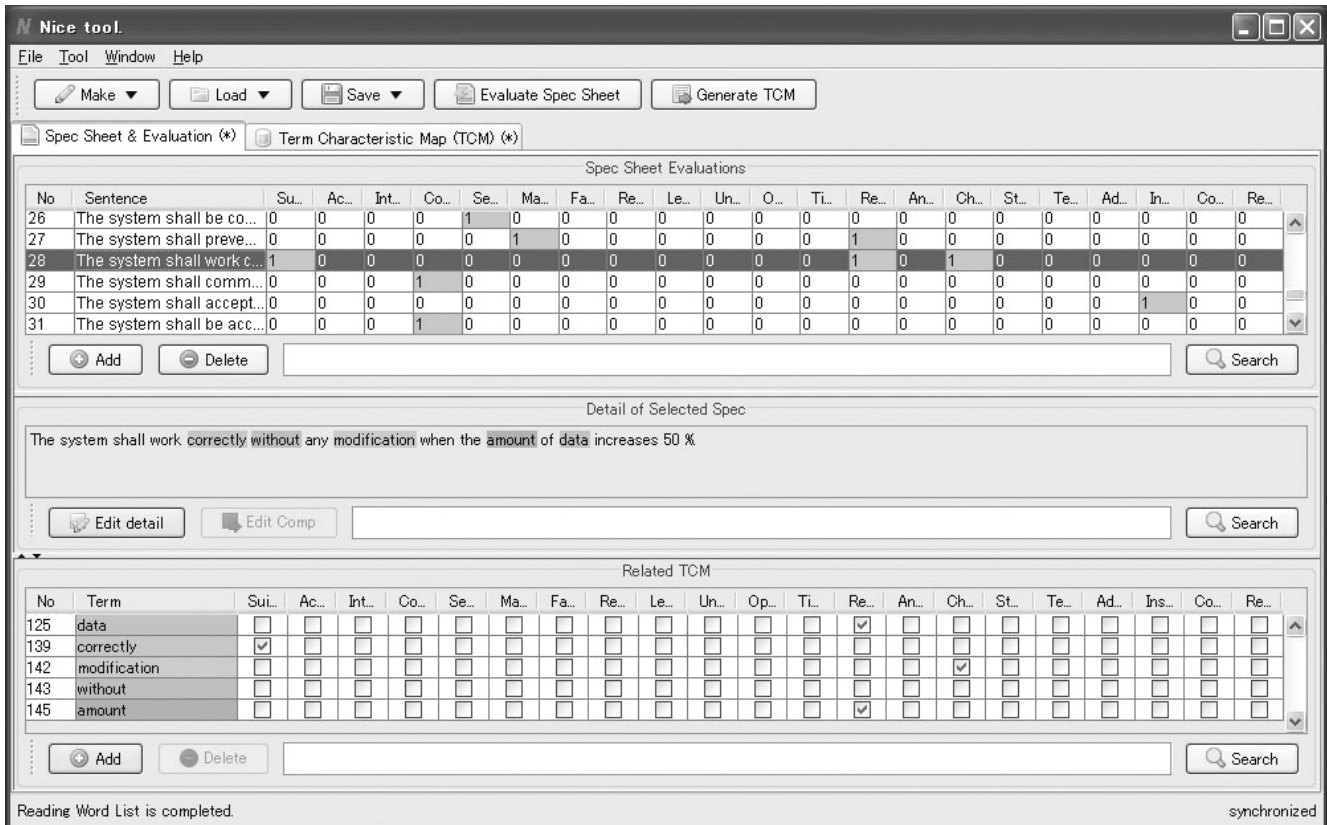 Nice tool.
File Tool Window Help
Make ▼ Load ▼ Save ▼ Evaluate Spec Sheet Generate TCM
Spec Sheet & Evaluation (*) Term Characteristic Map (TCM) (*)
Spec Sheet Evaluations
No Sentence Su... Ac... Int... Co... Se... Ma... Fa... Re... Le... Un... O... Ti... Re... An... Ch... St... Te... Ad... In... Co... Re...
26 The system shall be co... 0 0 0 0 1 0 0 0 0 0 0 0 0 0 0 0 0 0 0 0 0
27 The system shall preve... 0 0 0 0 0 1 0 0 0 0 0 0 1 0 0 0 0 0 0 0 0
28 The system shall work c... 1 0 0 0 0 0 0 0 0 0 0 0 1 0 1 0 0 0 0 0 0
29 The system shall comm... 0 0 0 1 0 0 0 0 0 0 0 0 0 0 0 0 0 0 0 0 0
30 The system shall accept... 0 0 0 0 0 0 0 0 0 0 0 0 0 0 0 0 0 0 1 0 0
31 The system shall be acc... 0 0 0 1 0 0 0 0 0 0 0 0 0 0 0 0 0 0 0 0 0
Add Delete Search
Detail of Selected Spec
The system shall work correctly without any modification when the amount of data increases 50 %
Edit detail Edit Comp Search
Related TCM
No Term Sui... Ac... Int... Co... Se... Ma... Fa... Re... Le... Un... Op... Ti... Re... An... Ch... St... Te... Ad... Ins... Co... Re...
125 data
139 correctly
142 modification
143 without
145 amount
Add Delete Search
Reading Word List is completed. synchronized